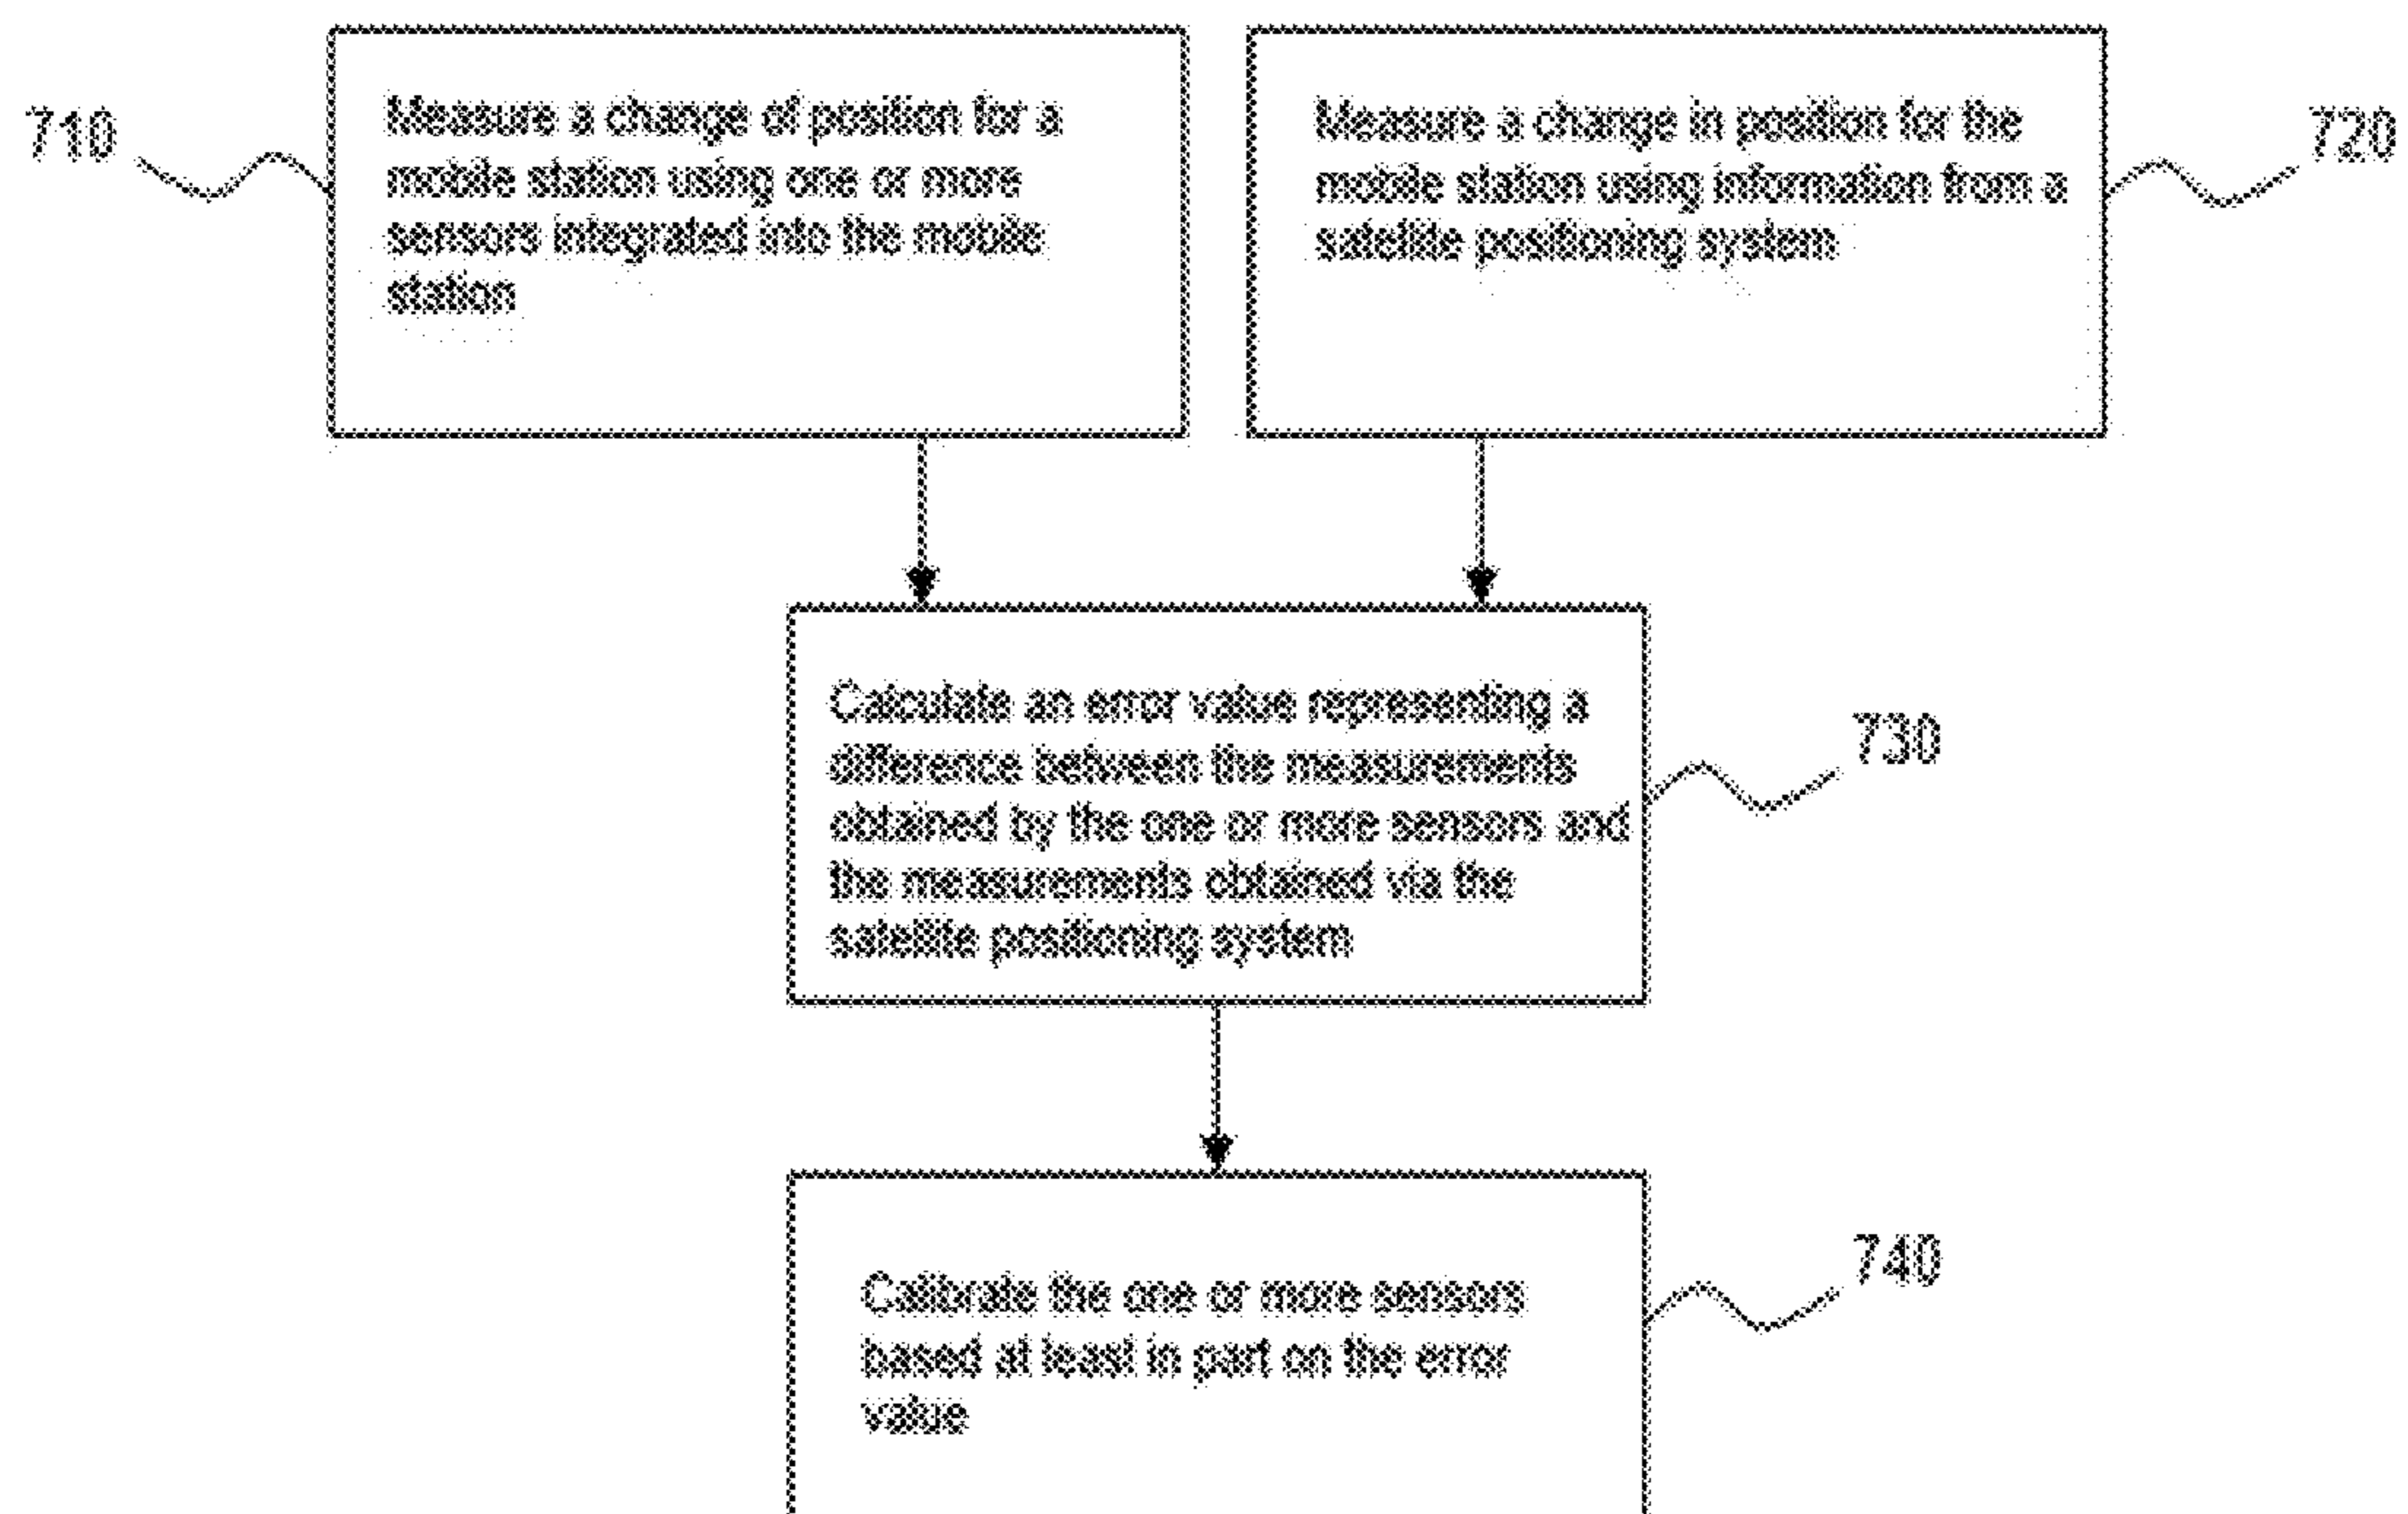 710
Measure a change of position for a
mobile station using one or more
sensors integrated into the mobile
station
Measure a change in position for the
mobile station using information from a
satellite positioning system
720
Calculate an error value representing a
difference between the measurements
obtained by the one or more sensors and
the measurements obtained via the
satellite positioning system
730
Calibrate the one or more sensors
based at least in part on the error
value
740